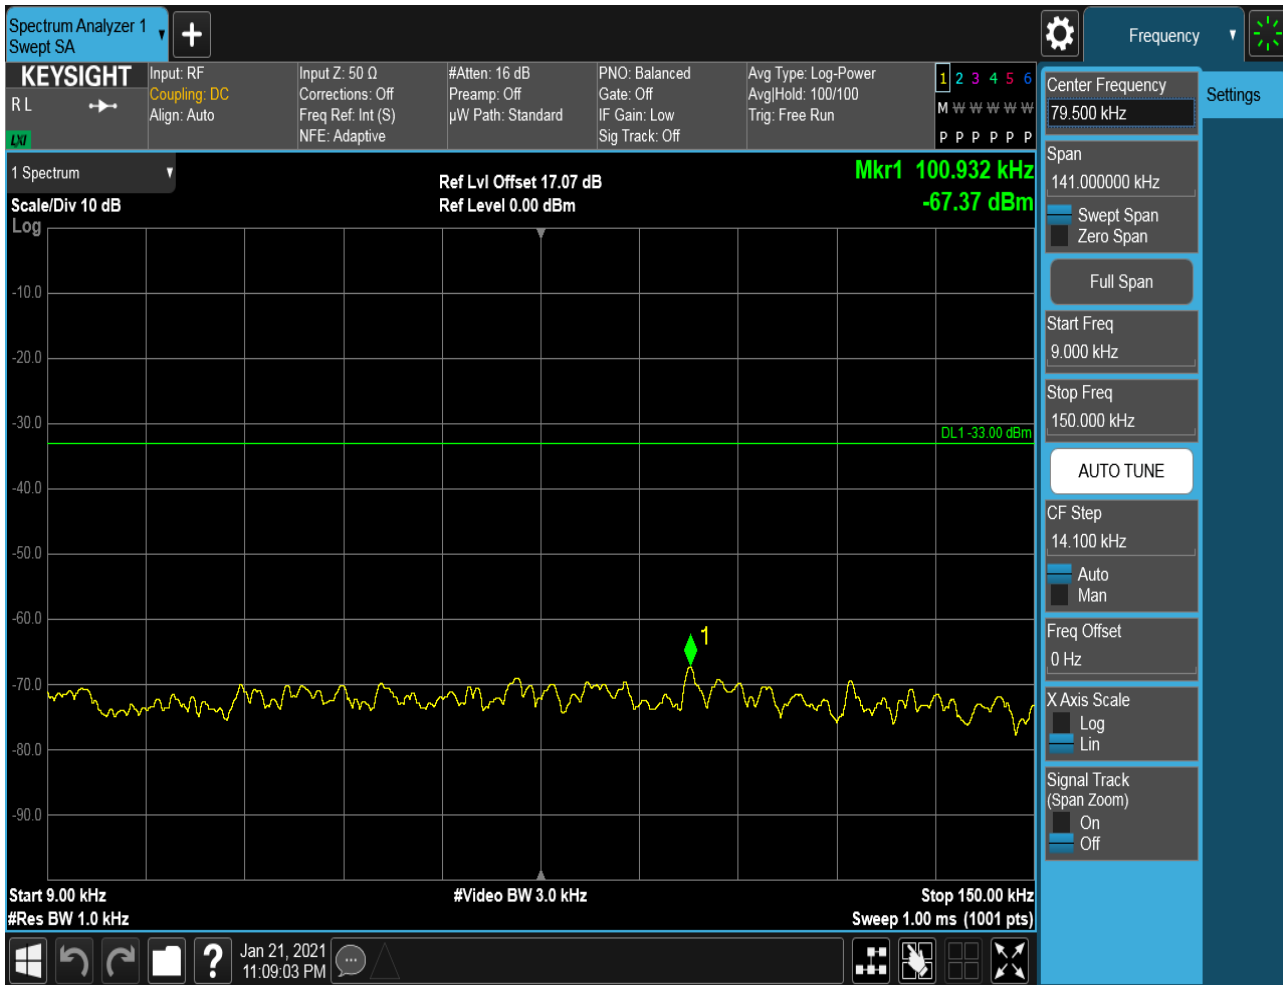 Spectrum Analyzer 1
Swept SA
+
Frequency
KEYSIGHT
R L
LXI
Input: RF
Coupling: DC
Align: Auto
Input Z: 50 Ω
Corrections: Off
Freq Ref: Int (S)
NFE: Adaptive
#Atten: 16 dB
Preamp: Off
µW Path: Standard
PNO: Balanced
Gate: Off
IF Gain: Low
Sig Track: Off
Avg Type: Log-Power
Avg|Hold: 100/100
Trig: Free Run
1 2 3 4 5 6
M W W W W W
P P P P P P
1 Spectrum
Scale/Div 10 dB
Log
Ref Lvl Offset 17.07 dB
Ref Level 0.00 dBm
Mkr1 100.932 kHz
-67.37 dBm
-10.0
-20.0
-30.0
DL1 -33.00 dBm
-40.0
-50.0
-60.0
1
-70.0
-80.0
-90.0
Start 9.00 kHz
#Video BW 3.0 kHz
Stop 150.00 kHz
#Res BW 1.0 kHz
Sweep 1.00 ms (1001 pts)
?
Jan 21, 2021
11:09:03 PM
Center Frequency
79.500 kHz
Settings
Span
141.000000 kHz
Swept Span
Zero Span
Full Span
Start Freq
9.000 kHz
Stop Freq
150.000 kHz
AUTO TUNE
CF Step
14.100 kHz
Auto
Man
Freq Offset
0 Hz
X Axis Scale
Log
Lin
Signal Track
(Span Zoom)
On
Off